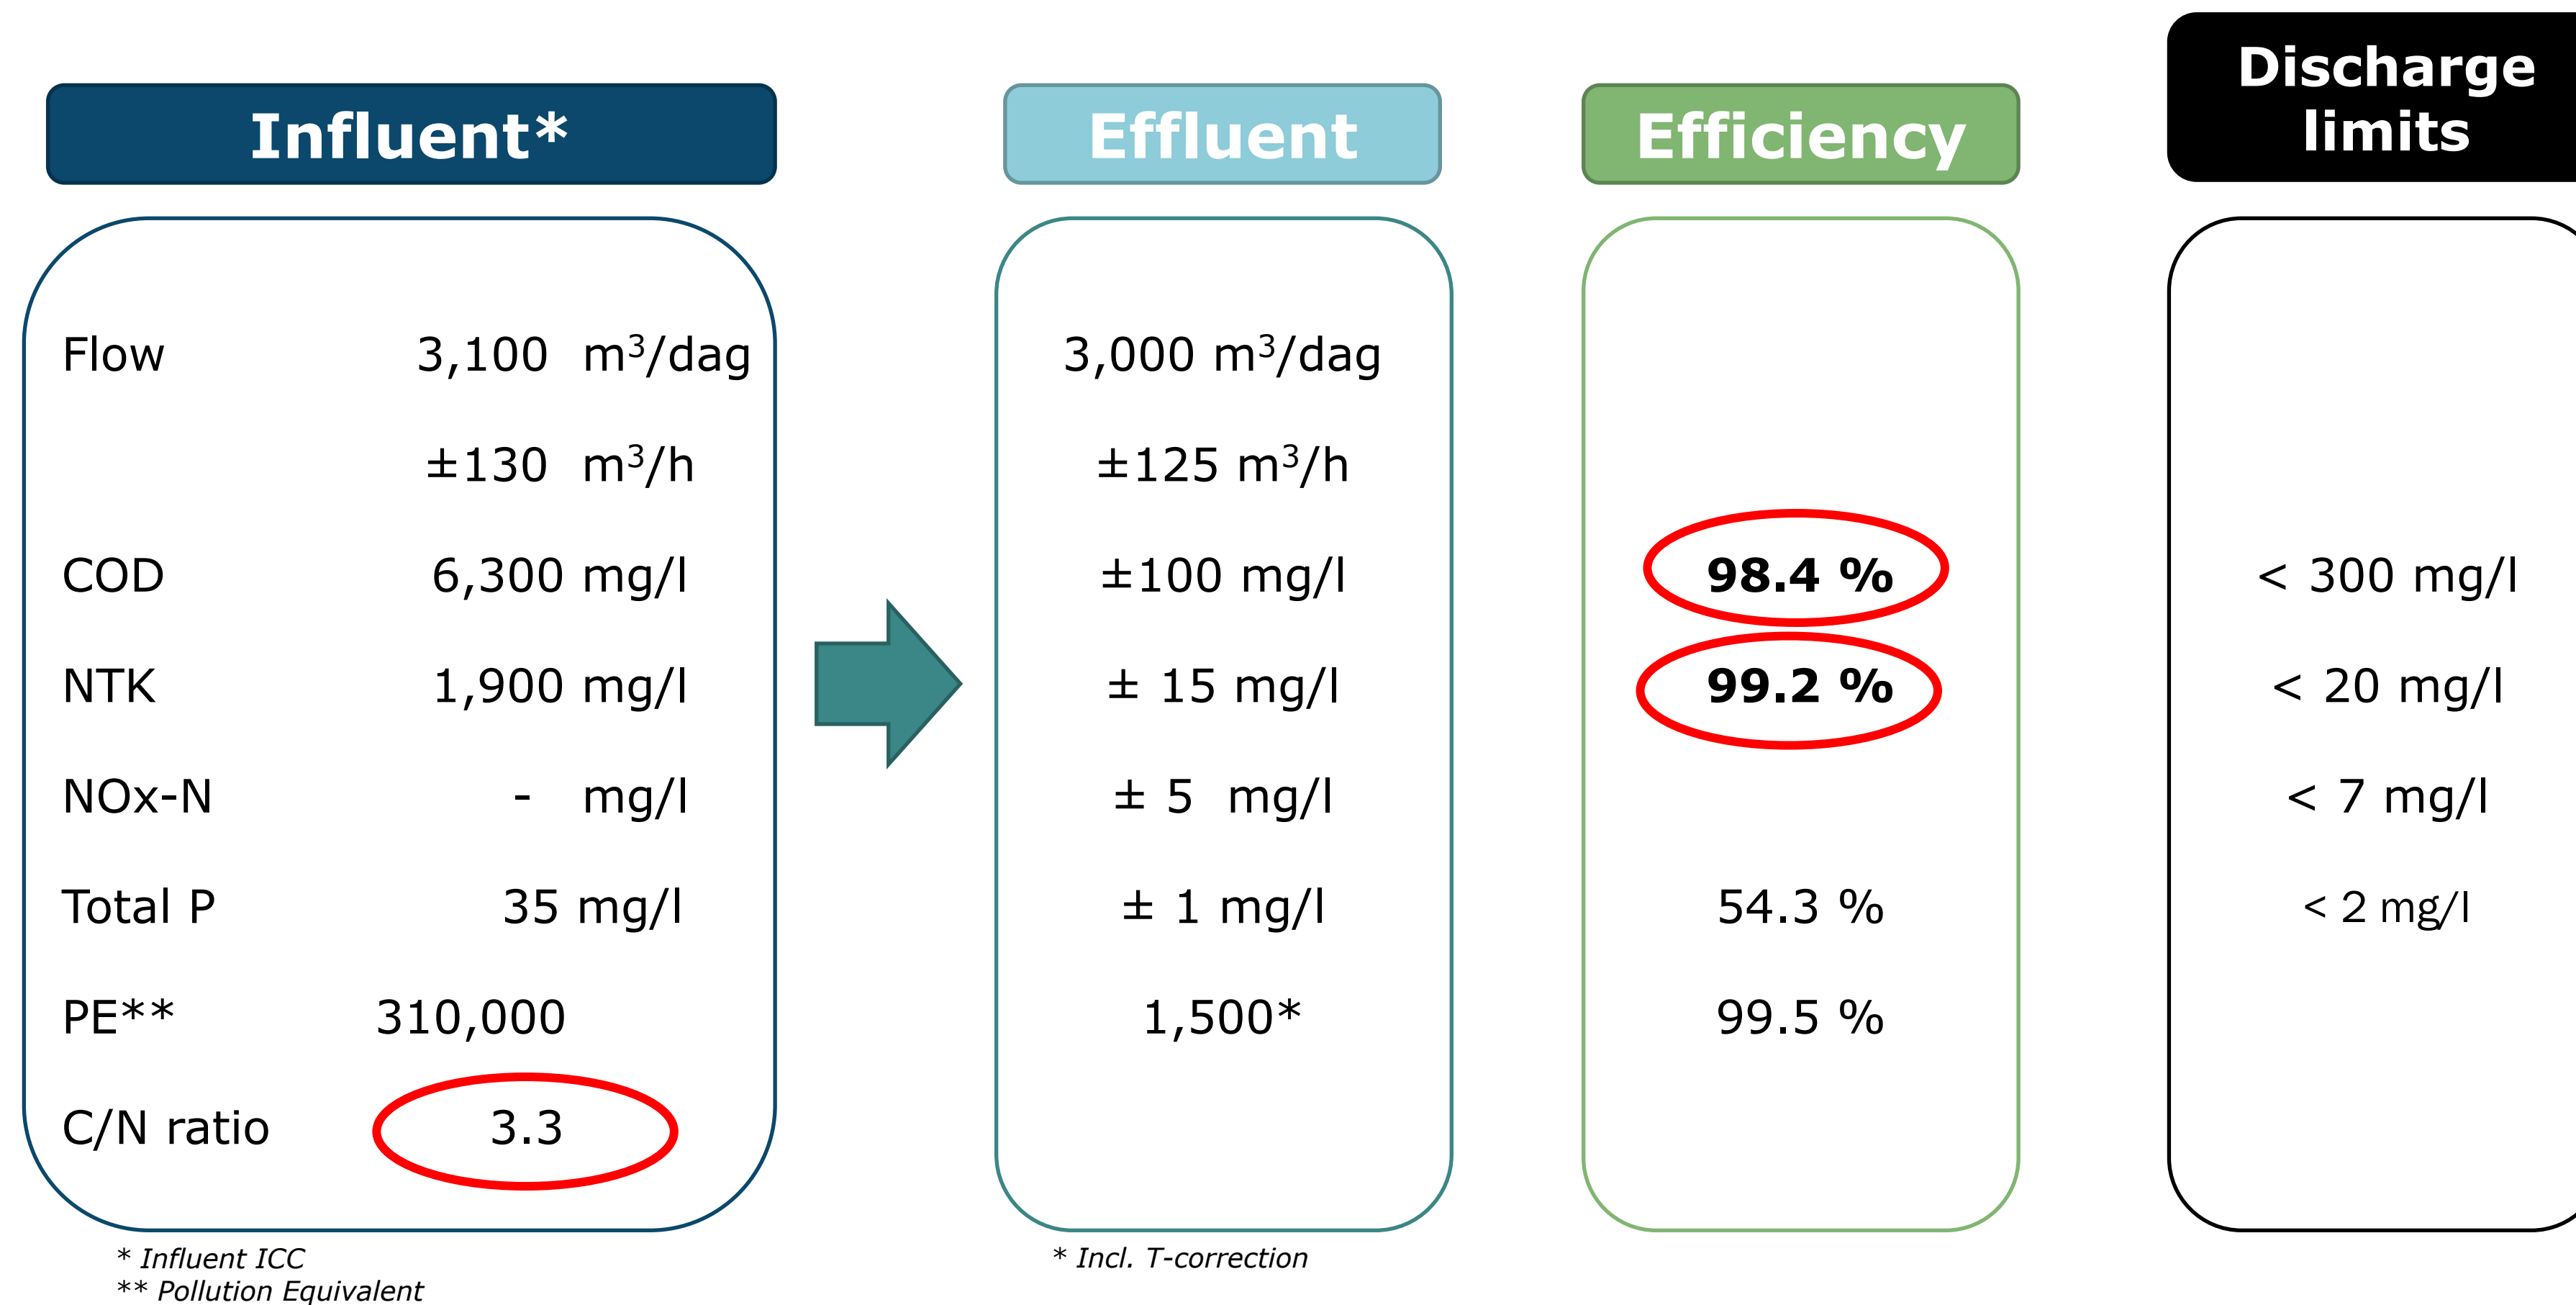 Influent*
Effluent
Efficiency
Discharge
limits
Flow 3,100 m³/dag 3,000 m³/dag
±130 m³/h ±125 m³/h
COD 6,300 mg/l ±100 mg/l 98.4 % < 300 mg/l
NTK 1,900 mg/l ± 15 mg/l 99.2 % < 20 mg/l
NOx-N - mg/l ± 5 mg/l < 7 mg/l
Total P 35 mg/l ± 1 mg/l 54.3 % < 2 mg/l
PE** 310,000 1,500* 99.5 %
C/N ratio 3.3
* Influent ICC
** Pollution Equivalent
* Incl. T-correction